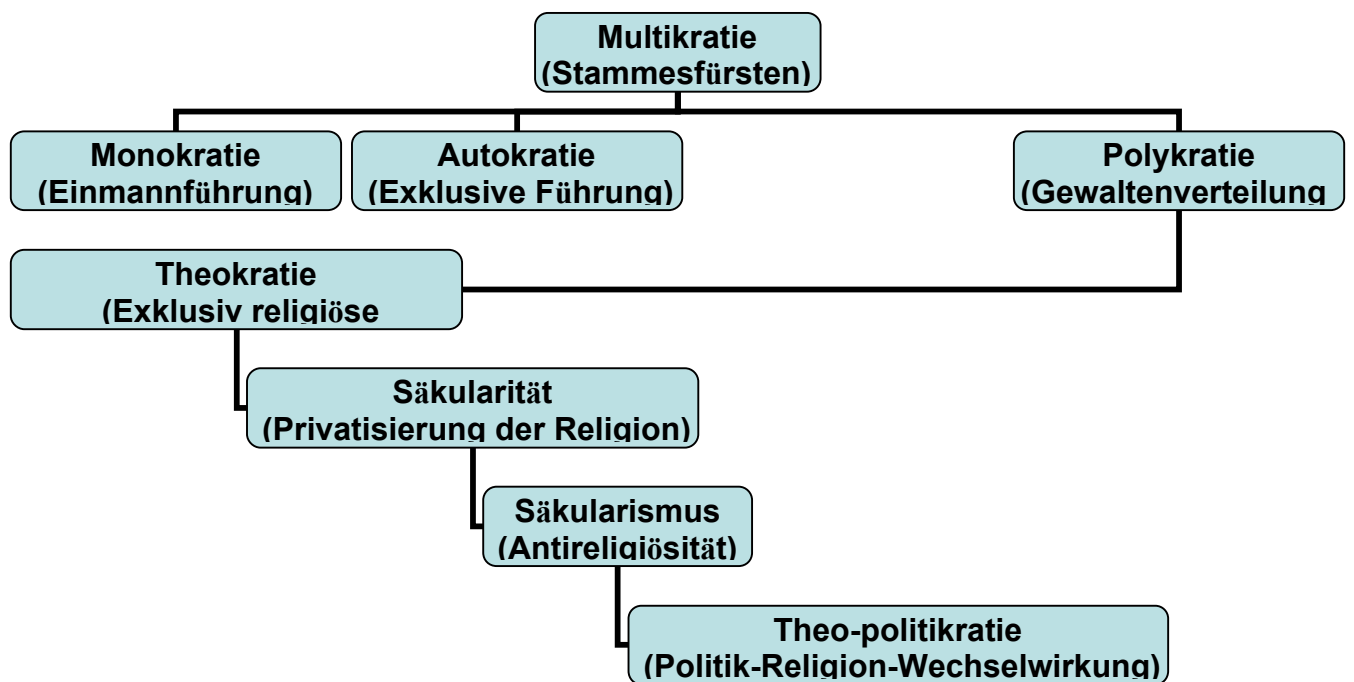 Multikratie
(Stammesfürsten)
Monokratie
(Einmannführung)
Autokratie
(Exklusive Führung)
Polykratie
(Gewaltenverteilung
Theokratie
(Exklusiv religiöse
Säkularität
(Privatisierung der Religion)
Säkularismus
(Antireligiösität)
Theo-politikratie
(Politik-Religion-Wechselwirkung)